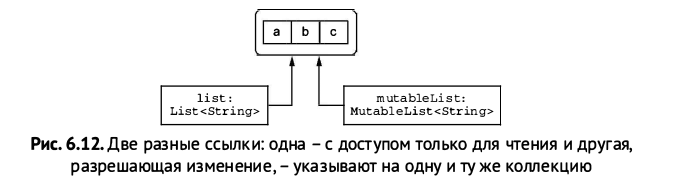 a b c
list:
List<String>
mutableList:
MutableList<String>
Рис. 6.12. Две разные ссылки: одна – с доступом только для чтения и другая,
разрешающая изменение, – указывают на одну и ту же коллекцию